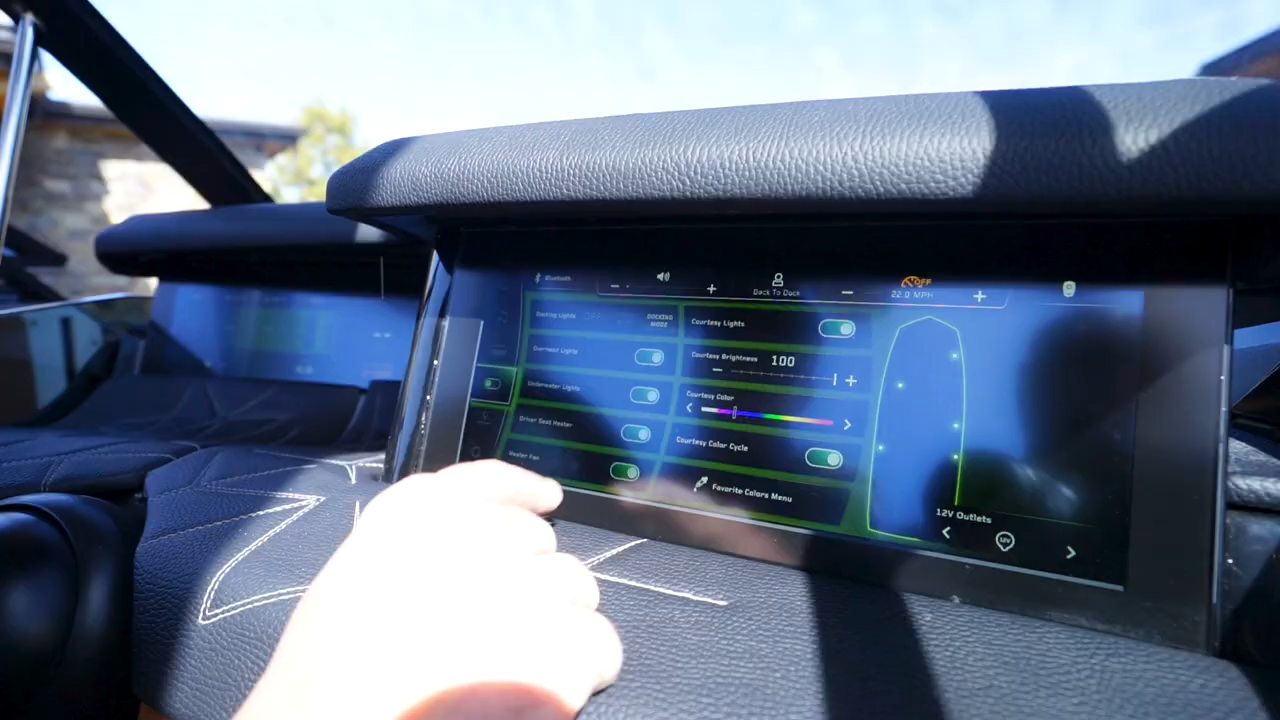 Bluetooth
Back To Dock
OFF
22.0 MPH
Docking Lights OFF
DOCKING
MODE
Overhead Lights
Underwater Lights
Driver Seat Heater
Heater Fan
Courtesy Lights
Courtesy Brightness 100
Courtesy Color
Courtesy Color Cycle
Favorite Colors Menu
12V Outlets
12V